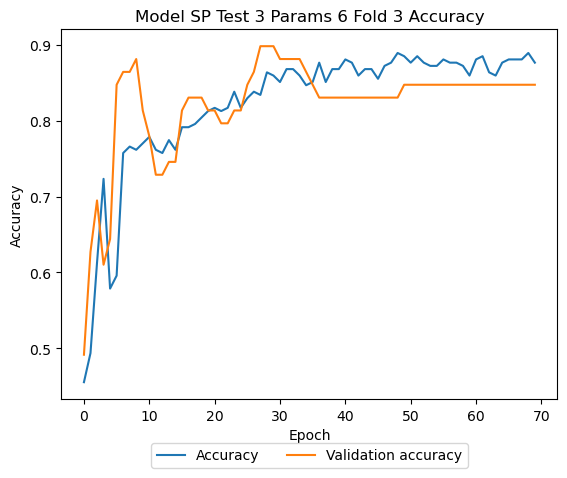 Model SP Test 3 Params 6 Fold 3 Accuracy
0.9
0.8
0.7
0.6
0.5
Accuracy
0 10 20 30 40 50 60 70
Epoch
Accuracy Validation accuracy